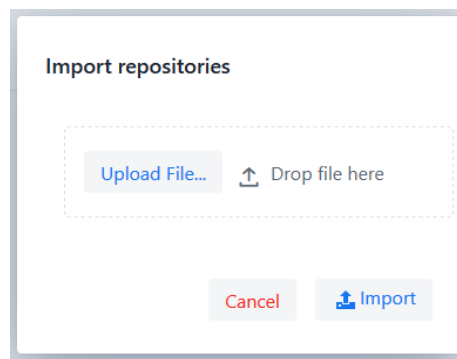 Import repositories
Upload File...
Drop file here
Cancel
Import